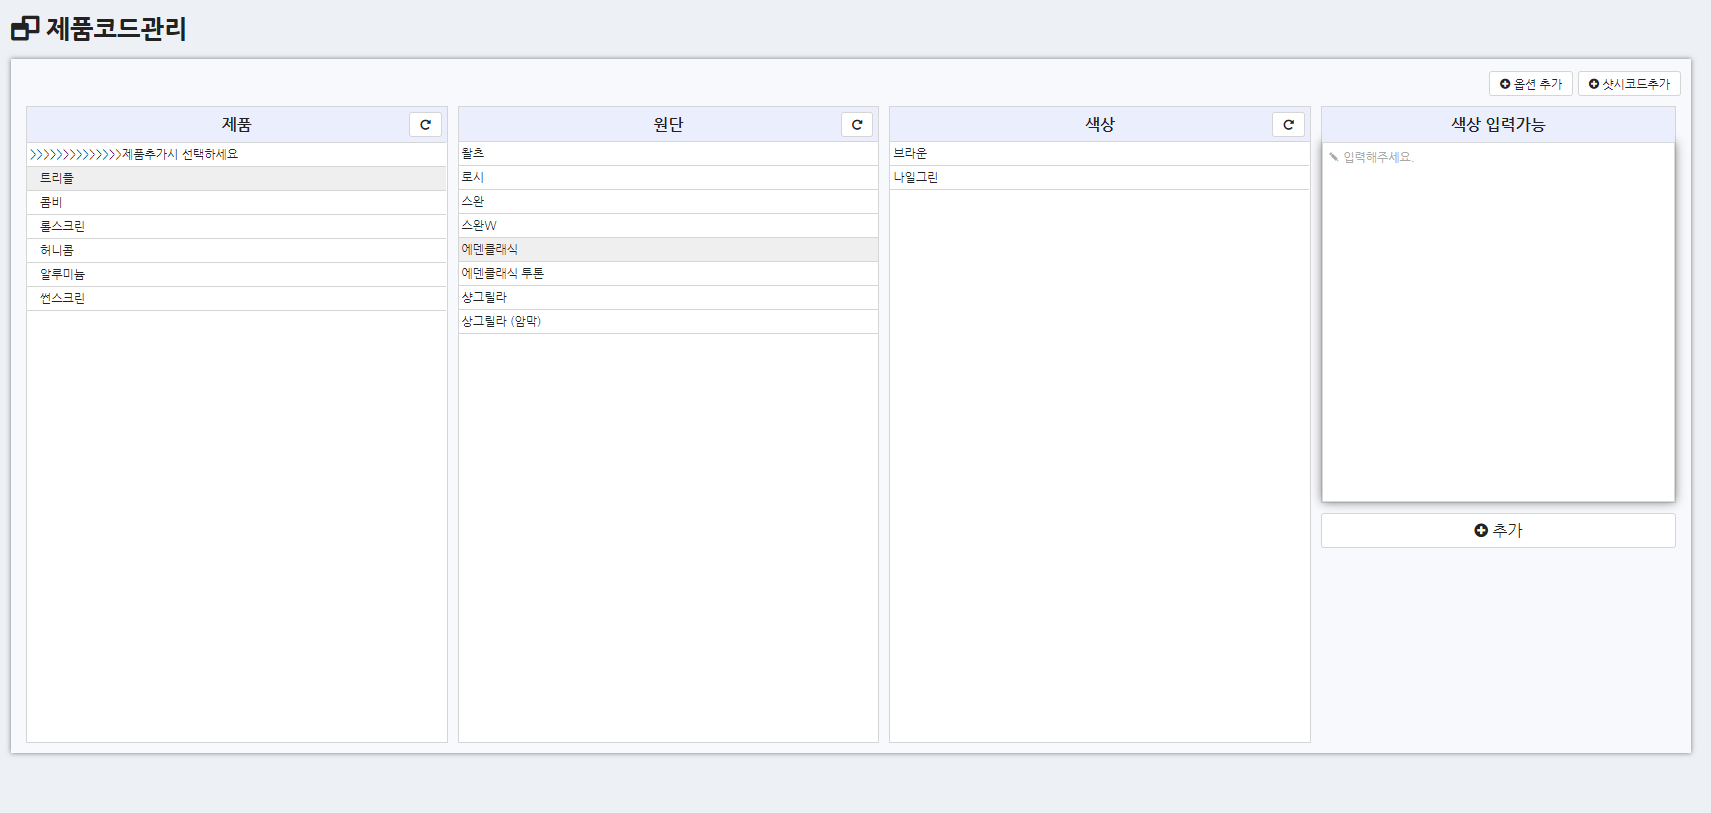 제품코드관리
옵션 추가
샷시코드추가
제품
>>>>>>>>>>>>>>제품추가시 선택하세요
트리플
콤비
롤스크린
허니콤
알루미늄
썬스크린
원단
왈츠
로시
스완
스완W
에덴클래식
에덴클래식 투톤
샹그릴라
상그릴라 (암막)
색상
브라운
나일그린
색상 입력가능
입력해주세요.
추가